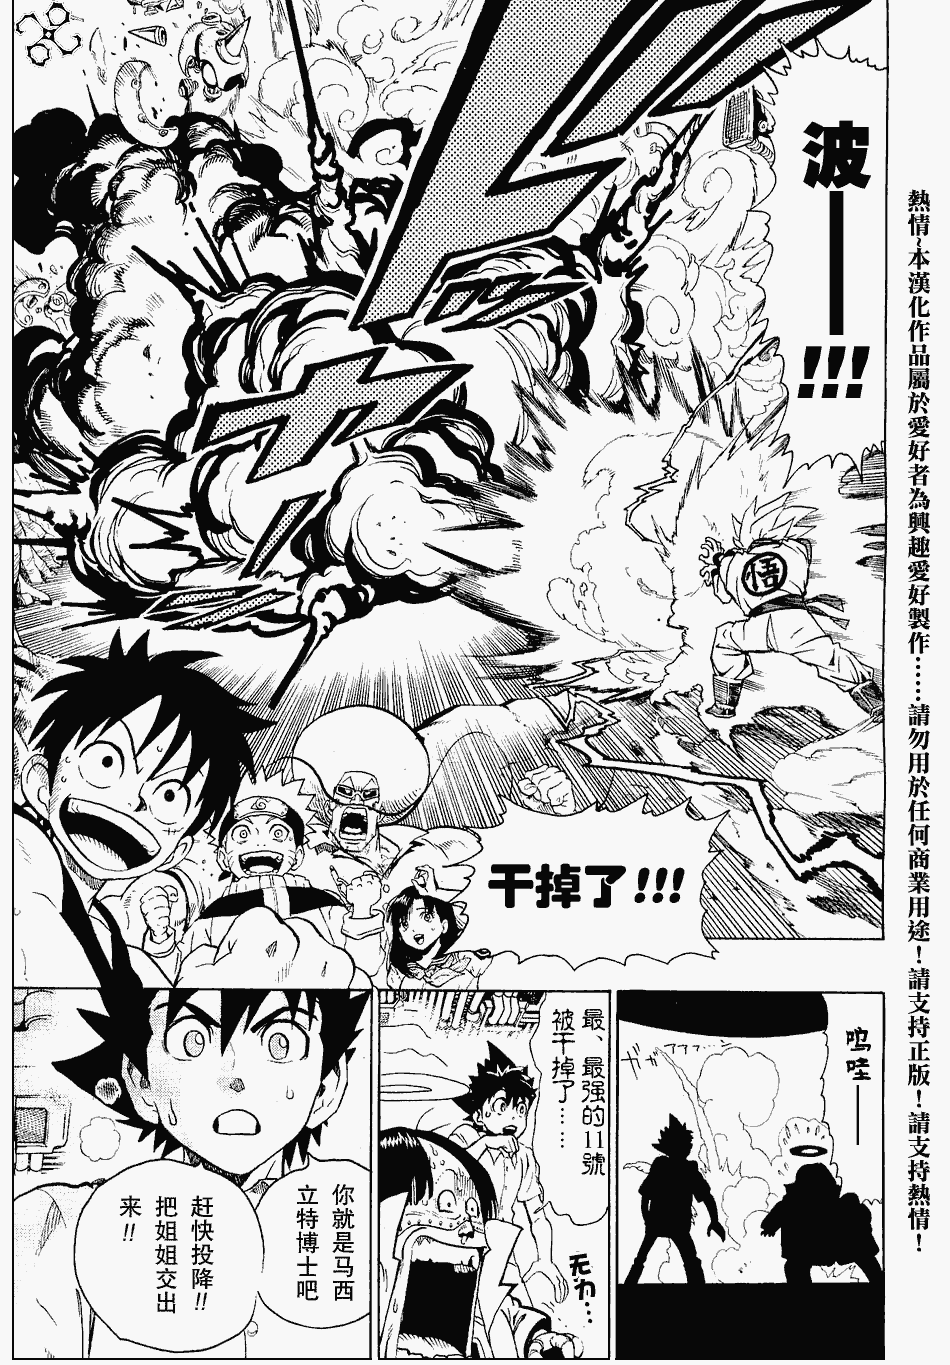 波——!!!
悟
ナ
干掉了!!!
呜哇——
アアア…
最、最强的11號
被干掉了……
无力…
你就是马西
立特博士吧
赶快投降!!
把姐姐交出
来!!
熱情~本漢化作品屬於愛好者為興趣愛好製作……請勿用於任何商業用途！請支持正版！請支持熱情！